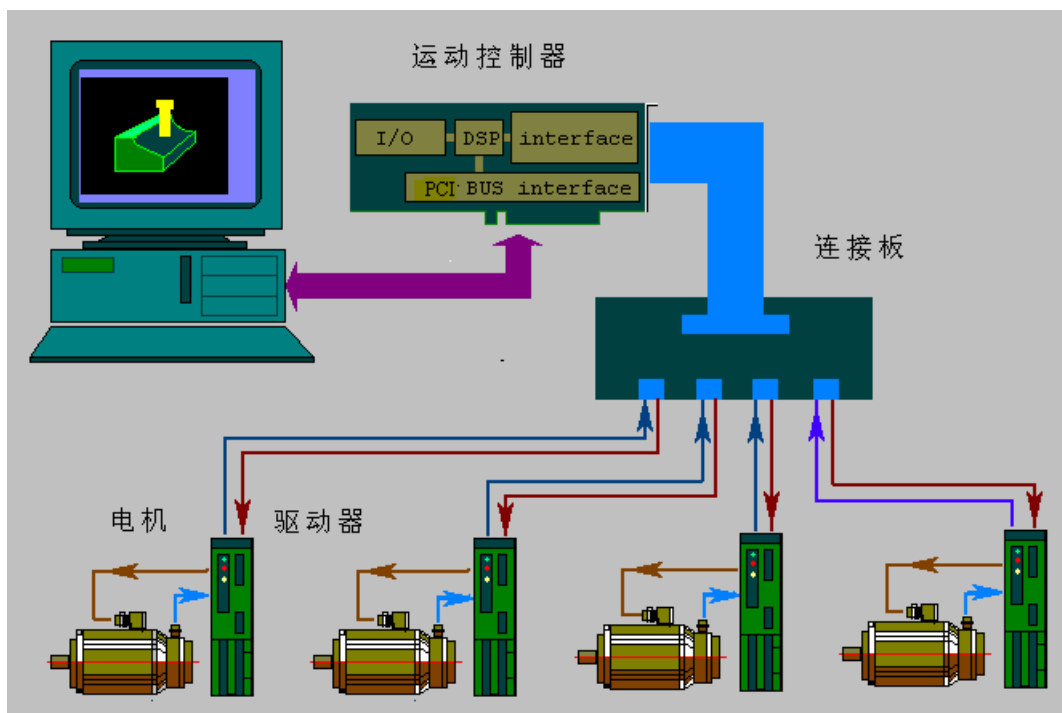 运动控制器
I/O
DSP
interface
PCI BUS interface
连接板
电机
驱动器